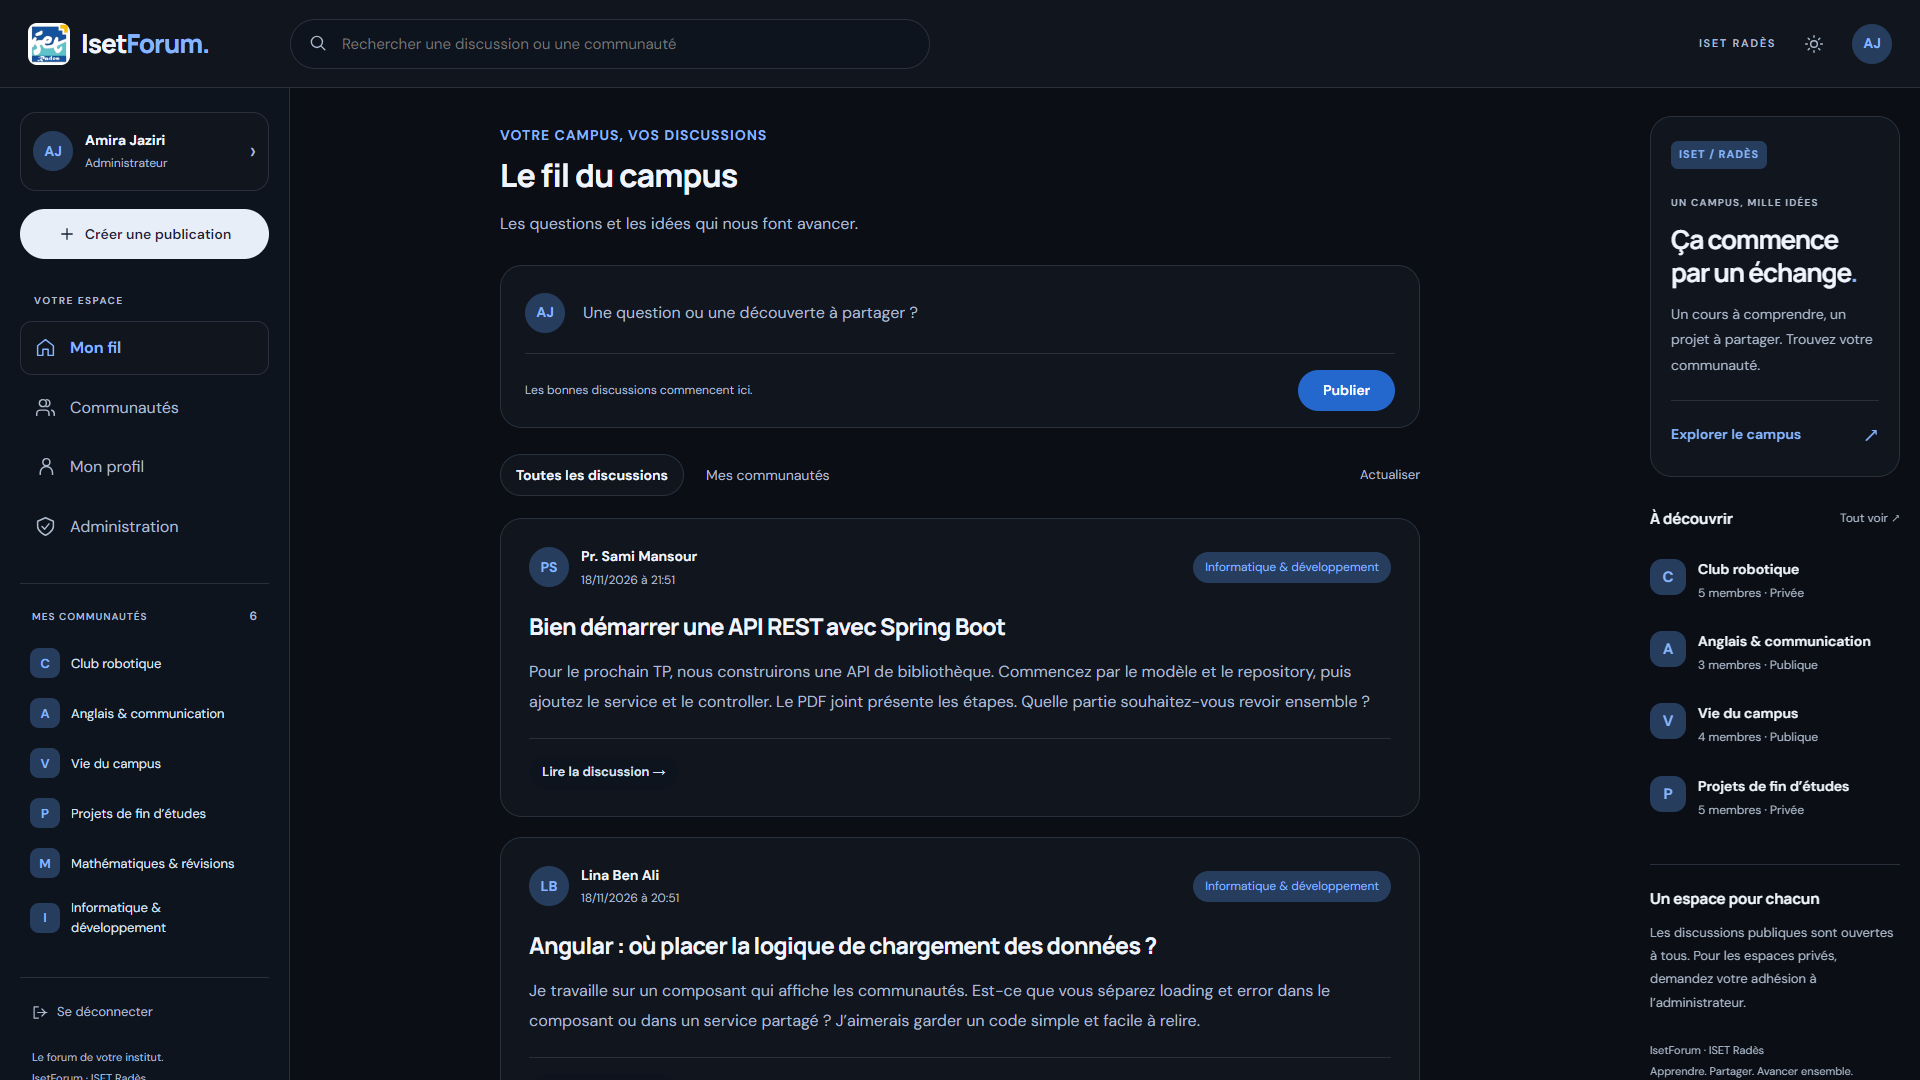 iset
Radès
IsetForum.
Rechercher une discussion ou une communauté
ISET RADÈS
AJ
AJ
Amira Jaziri
Administrateur
›
+ Créer une publication
VOTRE ESPACE
Mon fil
Communautés
Mon profil
Administration
MES COMMUNAUTÉS 6
C Club robotique
A Anglais & communication
V Vie du campus
P Projets de fin d’études
M Mathématiques & révisions
I Informatique &
développement
Se déconnecter
Le forum de votre institut.
IsetForum · ISET Radès
VOTRE CAMPUS, VOS DISCUSSIONS
Le fil du campus
Les questions et les idées qui nous font avancer.
AJ Une question ou une découverte à partager ?
Les bonnes discussions commencent ici.
Publier
Toutes les discussions
Mes communautés
Actualiser
PS
Pr. Sami Mansour
18/11/2026 à 21:51
Informatique & développement
Bien démarrer une API REST avec Spring Boot
Pour le prochain TP, nous construirons une API de bibliothèque. Commencez par le modèle et le repository, puis
ajoutez le service et le controller. Le PDF joint présente les étapes. Quelle partie souhaitez-vous revoir ensemble ?
Lire la discussion →
LB
Lina Ben Ali
18/11/2026 à 20:51
Informatique & développement
Angular : où placer la logique de chargement des données ?
Je travaille sur un composant qui affiche les communautés. Est-ce que vous séparez loading et error dans le
composant ou dans un service partagé ? J’aimerais garder un code simple et facile à relire.
ISET / RADÈS
UN CAMPUS, MILLE IDÉES
Ça commence
par un échange.
Un cours à comprendre, un
projet à partager. Trouvez votre
communauté.
Explorer le campus ↗
À découvrir
Tout voir ↗
C
Club robotique
5 membres · Privée
A
Anglais & communication
3 membres · Publique
V
Vie du campus
4 membres · Publique
P
Projets de fin d’études
5 membres · Privée
Un espace pour chacun
Les discussions publiques sont ouvertes
à tous. Pour les espaces privés,
demandez votre adhésion à
l’administrateur.
IsetForum · ISET Radès
Apprendre. Partager. Avancer ensemble.